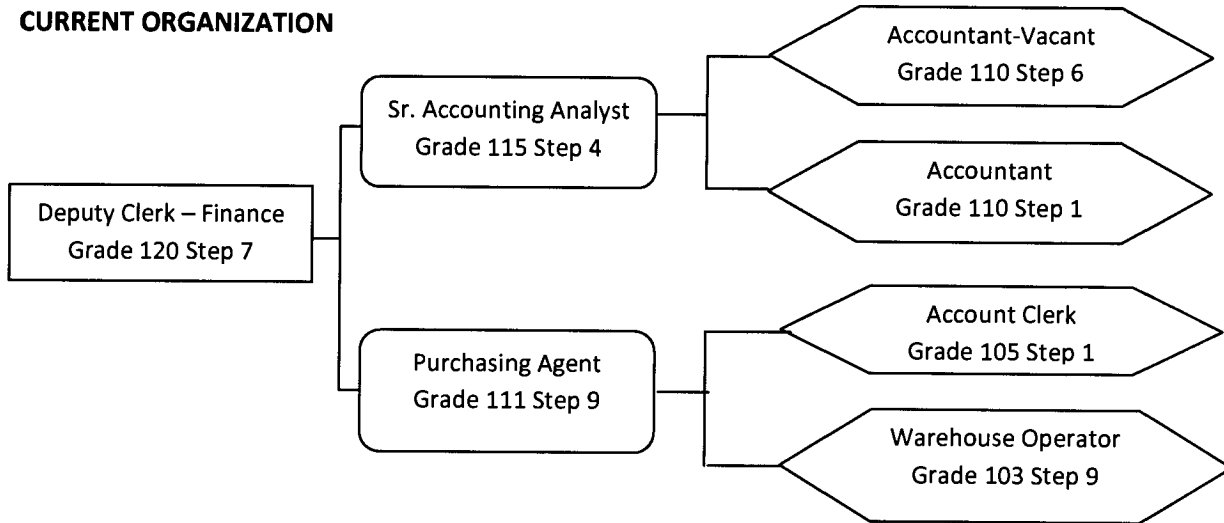 CURRENT ORGANIZATION
Deputy Clerk – Finance
Grade 120 Step 7
Sr. Accounting Analyst
Grade 115 Step 4
Accountant-Vacant
Grade 110 Step 6
Accountant
Grade 110 Step 1
Purchasing Agent
Grade 111 Step 9
Account Clerk
Grade 105 Step 1
Warehouse Operator
Grade 103 Step 9